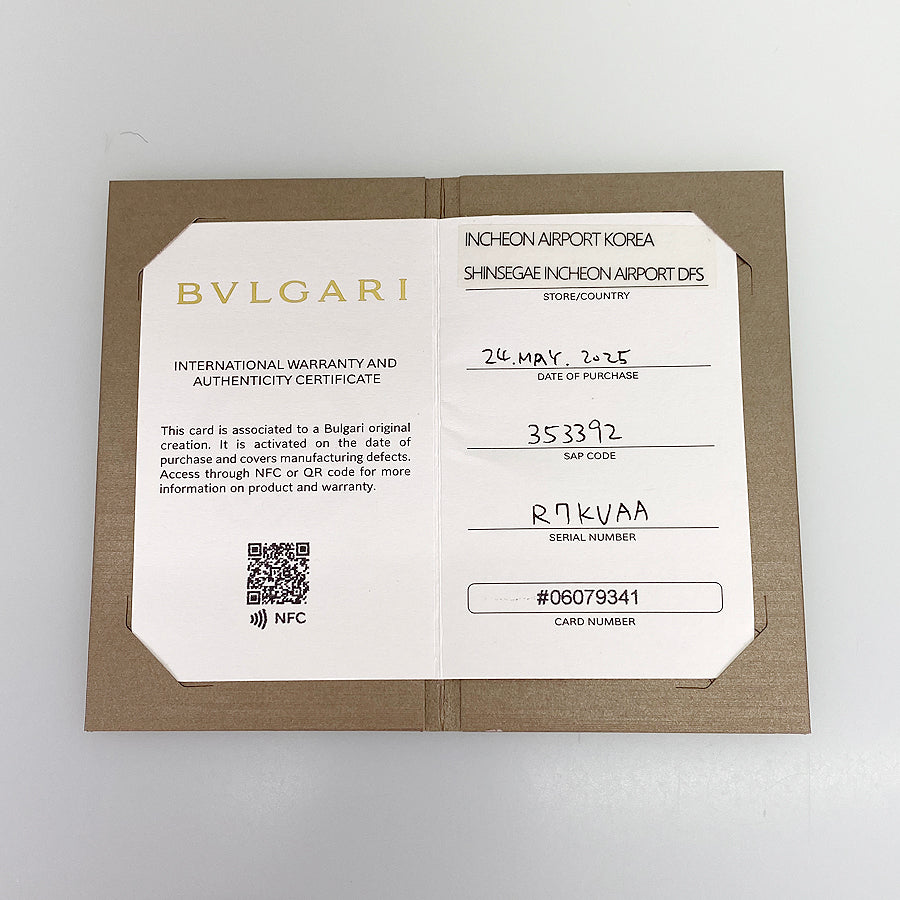 BVLGARI
INTERNATIONAL WARRANTY AND
AUTHENTICITY CERTIFICATE
This card is associated to a Bulgari original
creation. It is activated on the date of
purchase and covers manufacturing defects.
Access through NFC or QR code for more
information on product and warranty.
NFC
INCHEON AIRPORT KOREA
SHINSEGAE INCHEON AIRPORT DFS
STORE/COUNTRY
24.MAY.2025
DATE OF PURCHASE
353392
SAP CODE
R7KVAA
SERIAL NUMBER
#06079341
CARD NUMBER